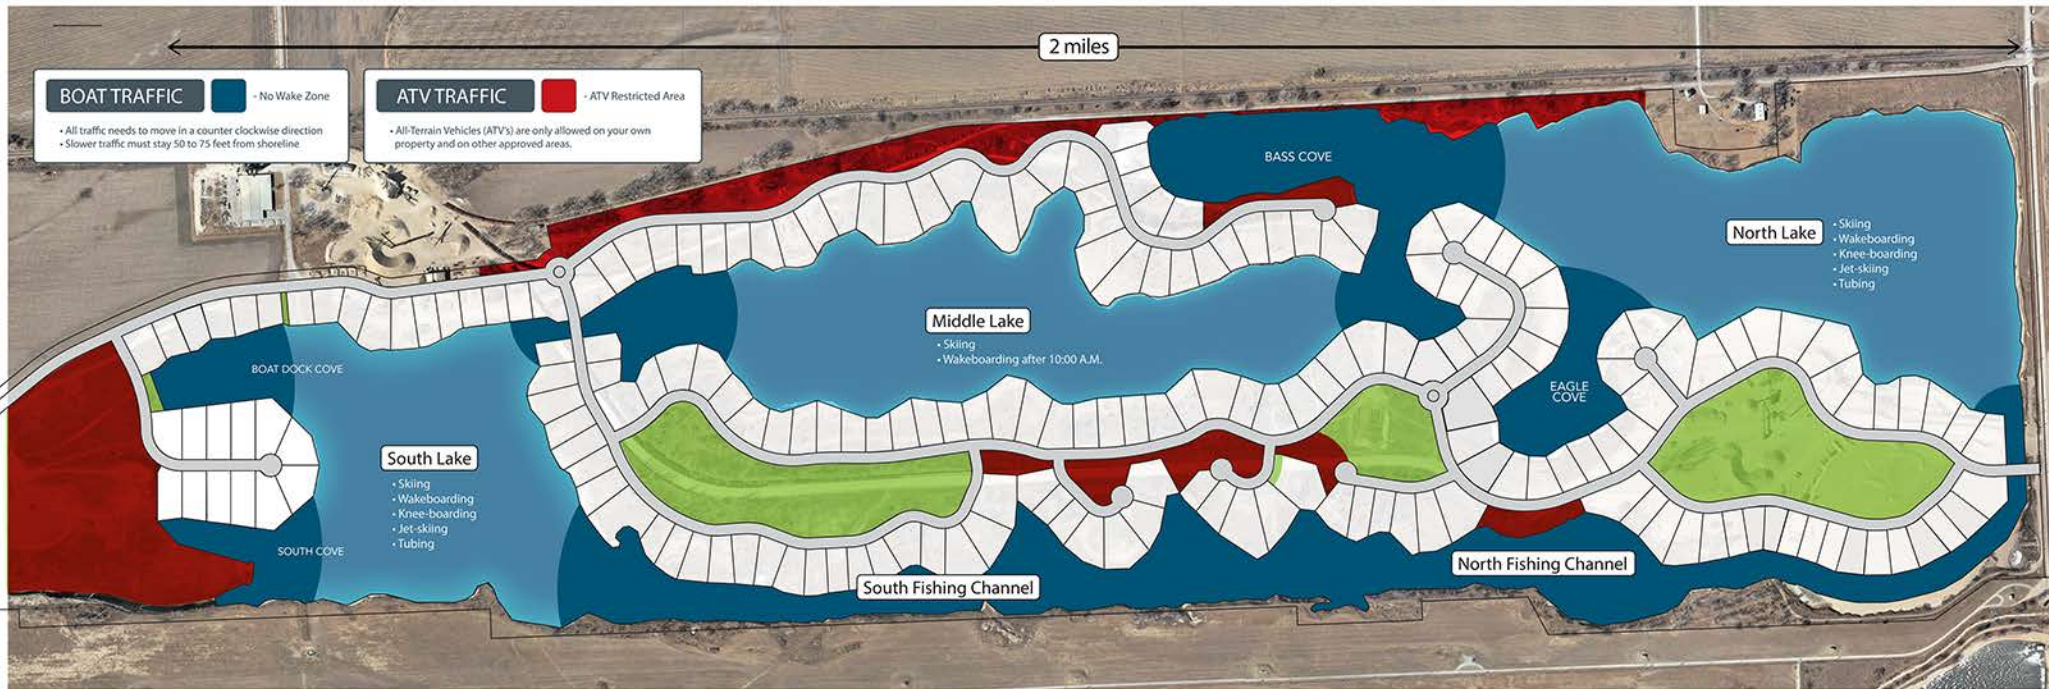 2 miles
BOAT TRAFFIC
- No Wake Zone
• All traffic needs to move in a counter clockwise direction
• Slower traffic must stay 50 to 75 feet from shoreline
ATV TRAFFIC
- ATV Restricted Area
• All-Terrain Vehicles (ATV's) are only allowed on your own
property and on other approved areas.
BASS COVE
North Lake
• Skiing
• Wakeboarding
• Knee-boarding
• Jet-skiing
• Tubing
Middle Lake
• Skiing
• Wakeboarding after 10:00 A.M.
BOAT DOCK COVE
EAGLE
COVE
South Lake
• Skiing
• Wakeboarding
• Knee-boarding
• Jet-skiing
• Tubing
SOUTH COVE
South Fishing Channel
North Fishing Channel